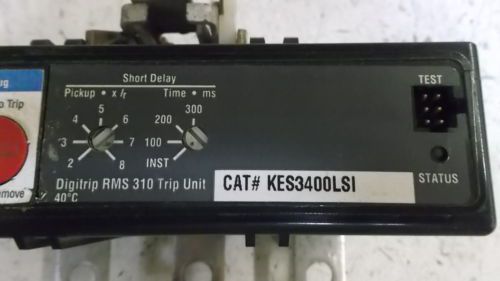 ug
o Trip
emove
Short Delay
Pickup • x Ir
Time • ms
5
4 6
3 7
2 8
300
200
100
INST
Digitrip RMS 310 Trip Unit
40°C
CAT# KES3400LSI
TEST
STATUS